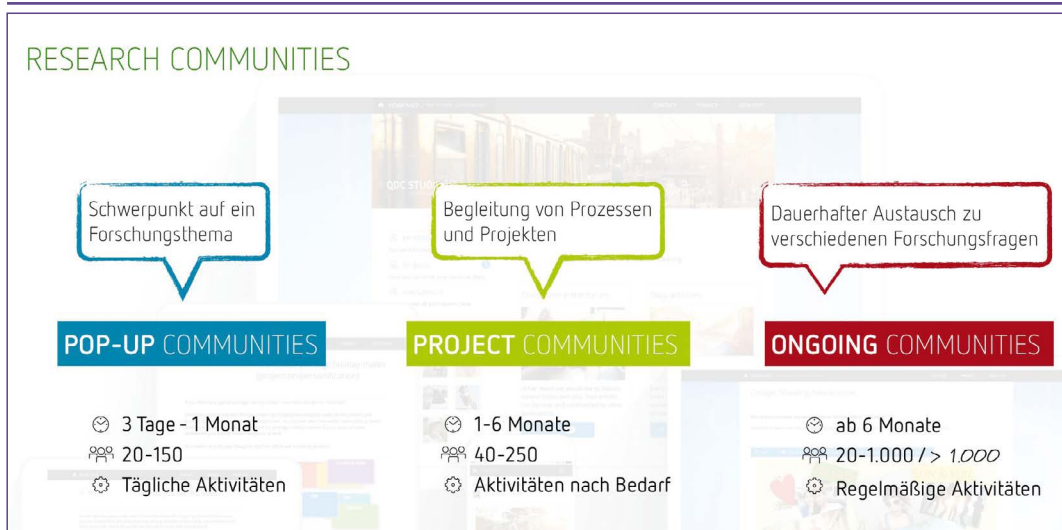 RESEARCH COMMUNITIES
QDC STUDIO
Schwerpunkt auf ein
Forschungsthema
POP-UP COMMUNITIES
3 Tage - 1 Monat
20-150
Tägliche Aktivitäten
Begleitung von Prozessen
und Projekten
PROJECT COMMUNITIES
1-6 Monate
40-250
Aktivitäten nach Bedarf
Dauerhafter Austausch zu
verschiedenen Forschungsfragen
ONGOING COMMUNITIES
ab 6 Monate
20-1.000 / > 1.000
Regelmäßige Aktivitäten